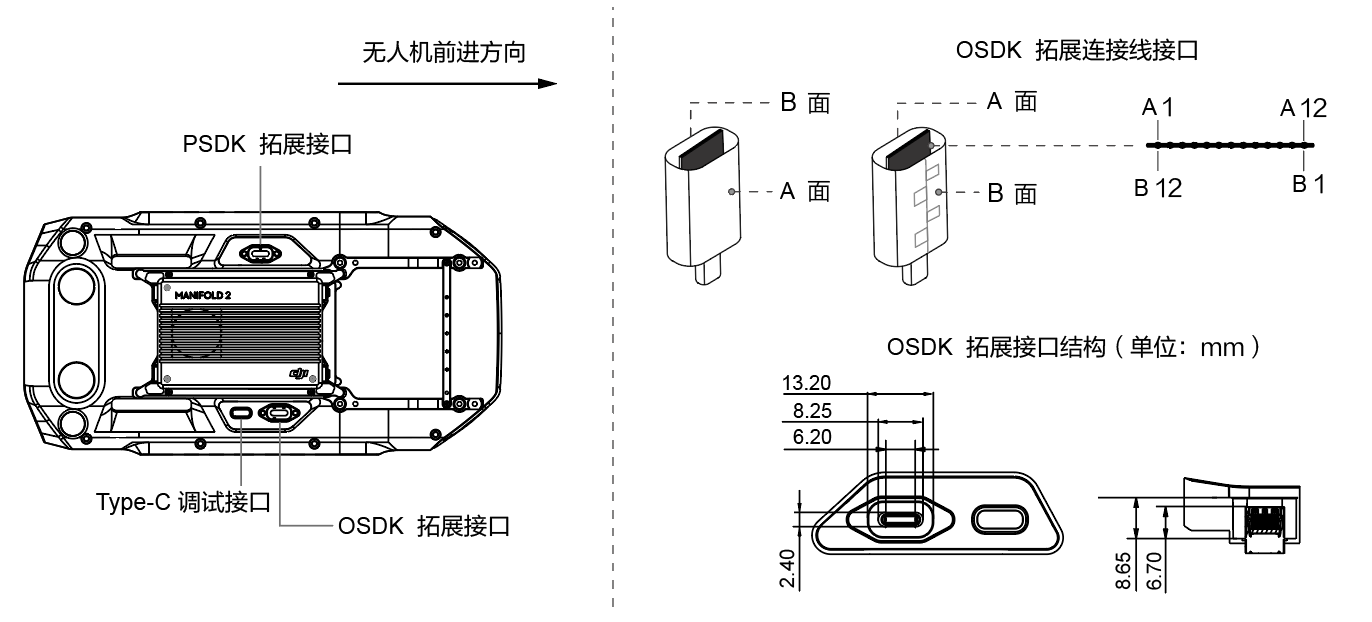 无人机前进方向
PSDK 拓展接口
MANIFOLD 2
dji
Type-C 调试接口
OSDK 拓展接口
OSDK 拓展连接线接口
B 面
A 面
A 面
B 面
A 1
A 12
B 12
B 1
OSDK 拓展接口结构（单位：mm）
13.20
8.25
6.20
2.40
8.65
6.70